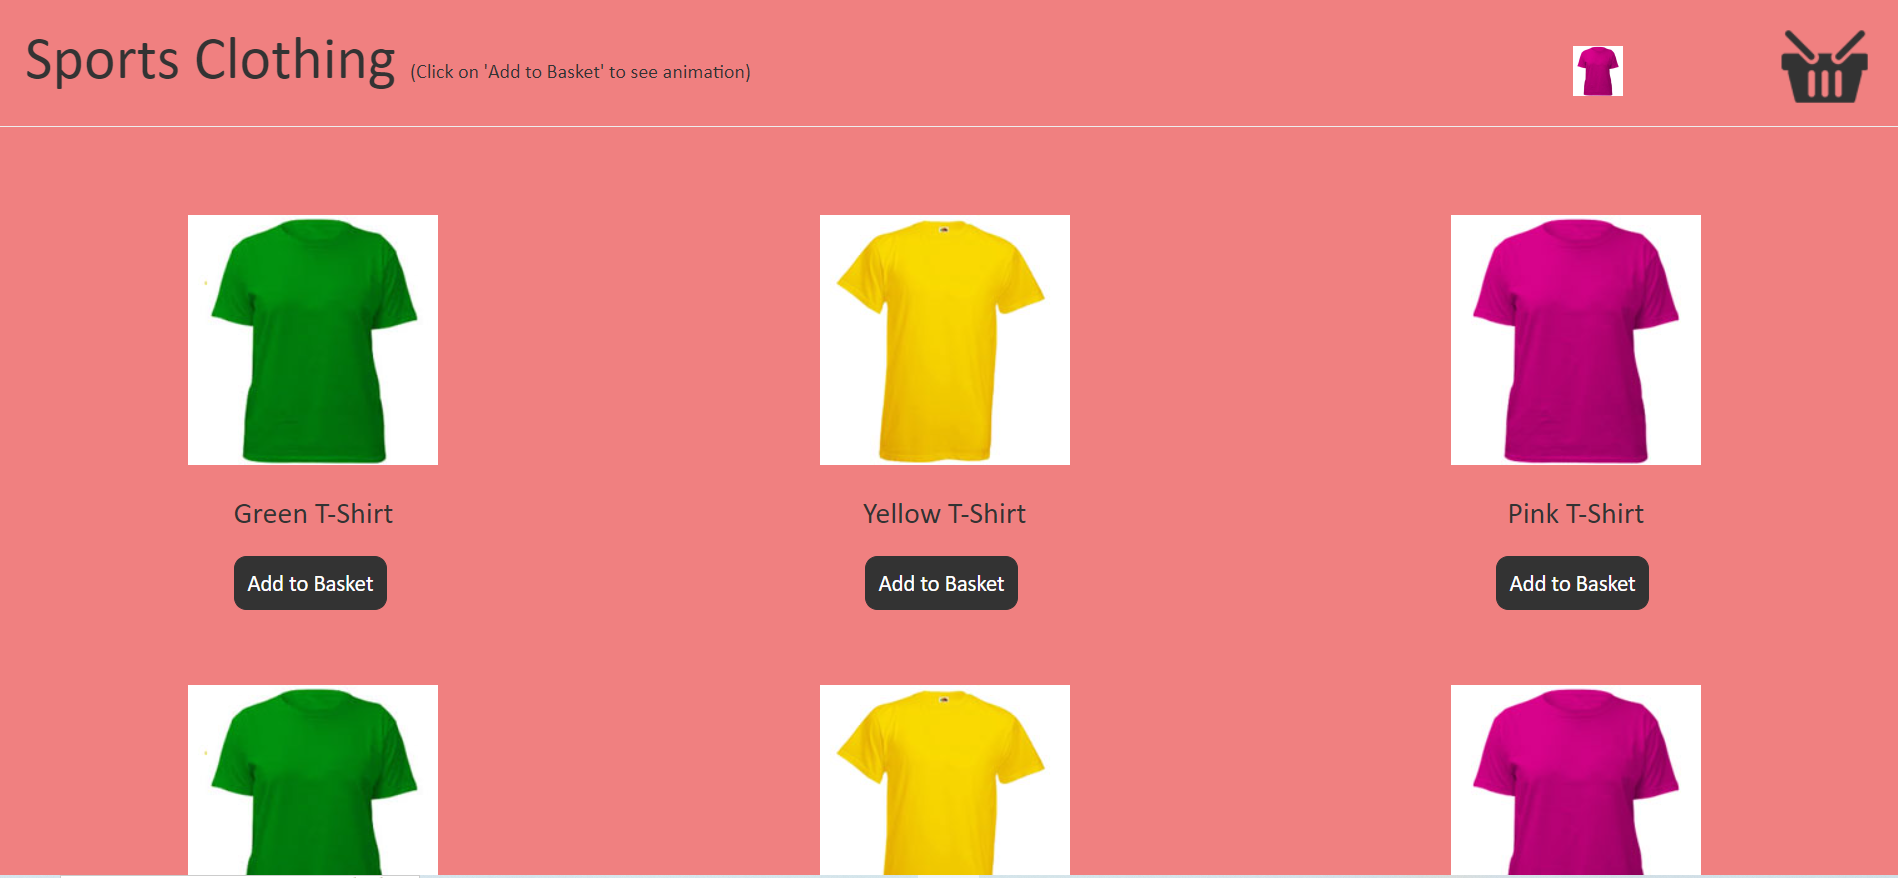 Sports Clothing (Click on 'Add to Basket' to see animation)
Green T-Shirt
Yellow T-Shirt
Pink T-Shirt
Add to Basket
Add to Basket
Add to Basket